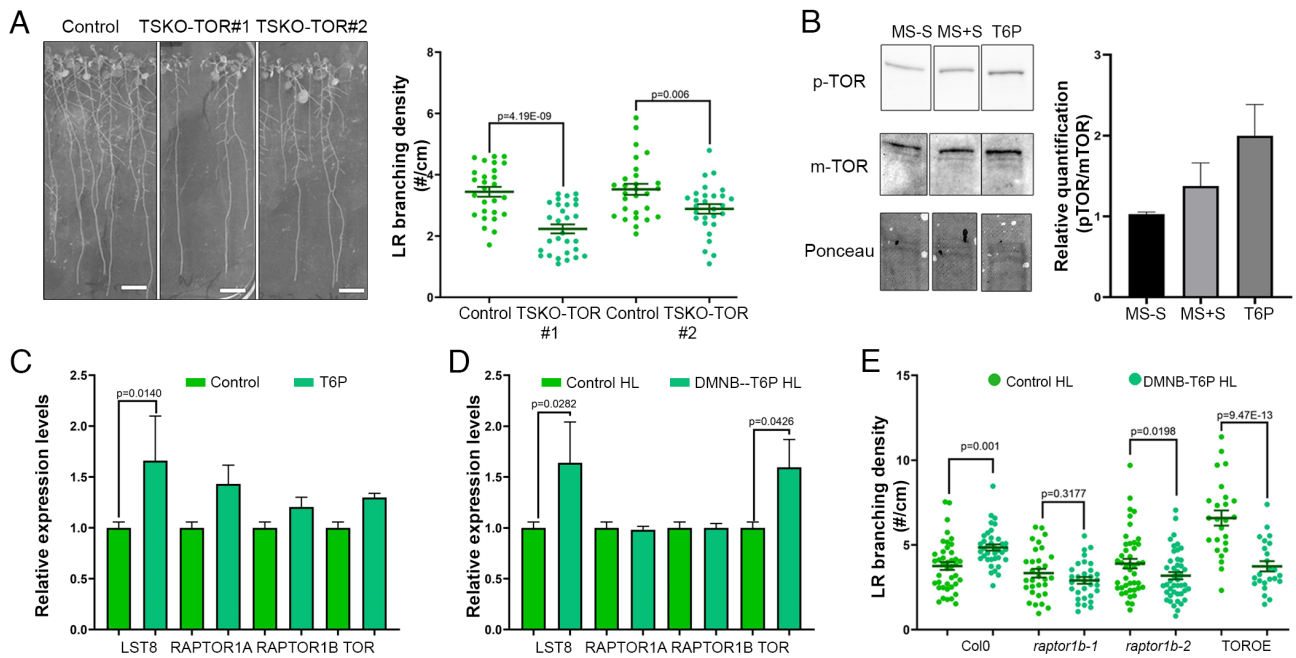 A
Control TSKO-TOR#1 TSKO-TOR#2
LR branching density
(#/cm)
8
6
4
2
0
p=4.19E-09
p=0.006
Control TSKO-TOR Control TSKO-TOR
#1 #2
B
MS-S MS+S T6P
p-TOR
m-TOR
Ponceau
Relative quantification
(pTOR/mTOR)
3
2
1
0
MS-S MS+S T6P
C
Relative expression levels
2.5
2.0
1.5
1.0
0.5
0.0
Control T6P
p=0.0140
LST8 RAPTOR1A RAPTOR1B TOR
D
Relative expression levels
2.5
2.0
1.5
1.0
0.5
0.0
Control HL DMNB--T6P HL
p=0.0282
p=0.0426
LST8 RAPTOR1A RAPTOR1B TOR
E
LR branching density
(#/cm)
15
10
5
0
Control HL DMNB-T6P HL
p=0.001
p=0.3177
p=0.0198
p=9.47E-13
Col0 raptor1b-1 raptor1b-2 TOROE